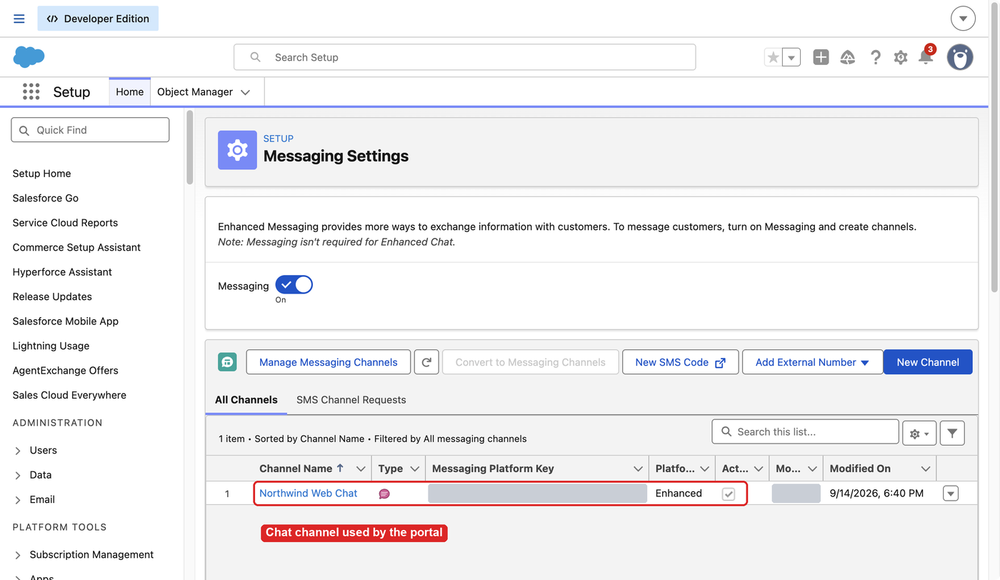 Developer Edition
Search Setup
3
Setup
Home
Object Manager
Quick Find
Setup Home
Salesforce Go
Service Cloud Reports
Commerce Setup Assistant
Hyperforce Assistant
Release Updates
Salesforce Mobile App
Lightning Usage
AgentExchange Offers
Sales Cloud Everywhere
ADMINISTRATION
Users
Data
Email
PLATFORM TOOLS
Subscription Management
Apps
SETUP
Messaging Settings
Enhanced Messaging provides more ways to exchange information with customers. To message customers, turn on Messaging and create channels.
Note: Messaging isn't required for Enhanced Chat.
Messaging
On
Manage Messaging Channels
Convert to Messaging Channels
New SMS Code
Add External Number
New Channel
All Channels
SMS Channel Requests
1 item • Sorted by Channel Name • Filtered by All messaging channels
Search this list...
Channel Name Type Messaging Platform Key Platfo... Act... Mo... Modified On
1 Northwind Web Chat Enhanced 9/14/2026, 6:40 PM
Chat channel used by the portal